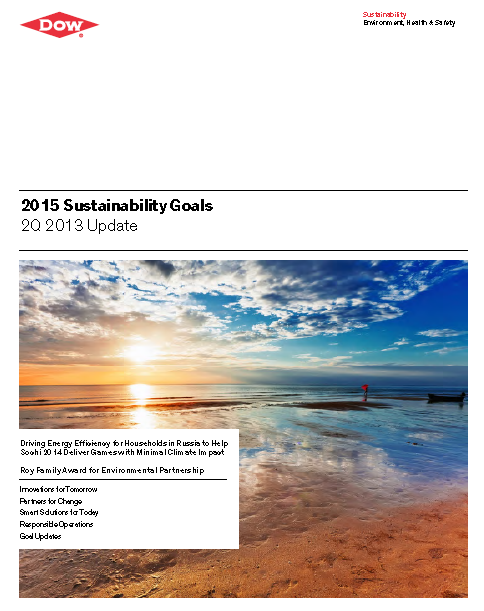 Dow
Sustainability
Environment, Health & Safety
2015 Sustainability Goals
2Q 2013 Update
Driving Energy Efficiency for Households in Russia to Help
Sochi 2014 Deliver Games with Minimal Climate Impact
Roy Family Award for Environmental Partnership
Innovations for Tomorrow
Partners for Change
Smart Solutions for Today
Responsible Operations
Goal Updates